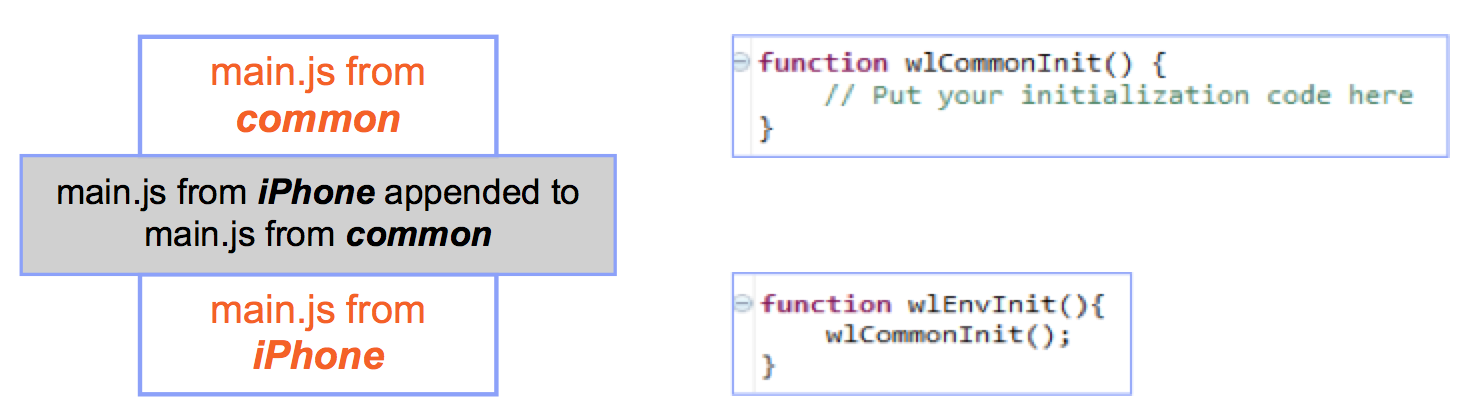 main.js from
common
main.js from iPhone appended to
main.js from common
main.js from
iPhone
function wlCommonInit() {
// Put your initialization code here
}
function wlEnvInit(){
wlCommonInit();
}